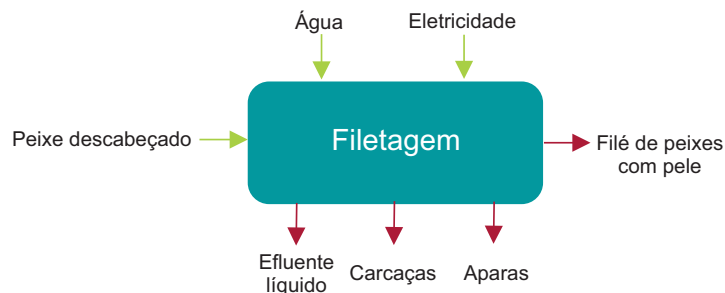 Água
Eletricidade
Peixe descabeçado
Filetagem
Filé de peixes
com pele
Efluente
líquido
Carcaças
Aparas